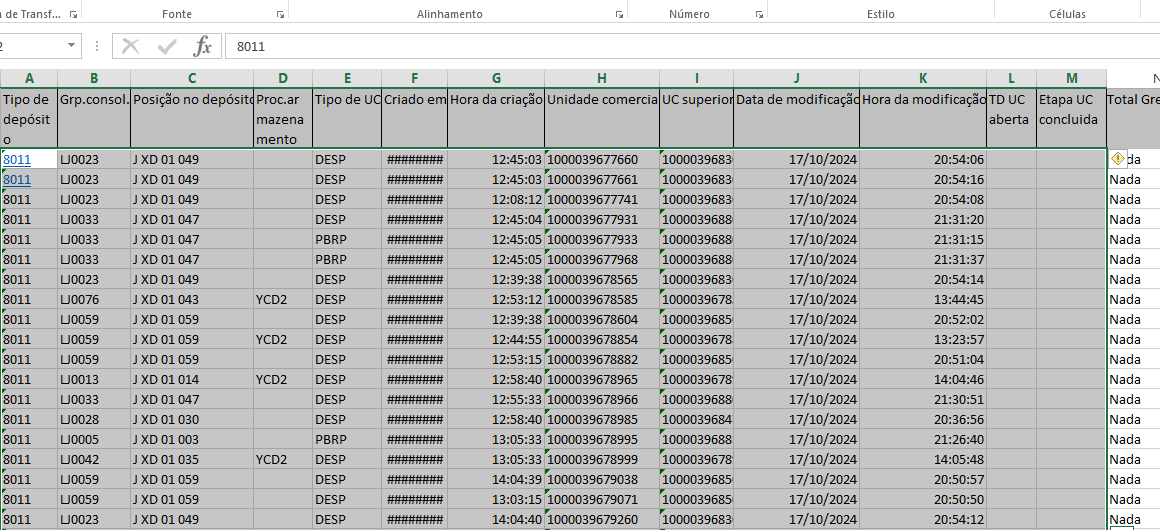 a de Transf... Fonte Alinhamento Número Estilo Células
2 fx 8011
A B C D E F G H I J K L M N
Tipo de depósito Grp.consol. Posição no depósito Proc.armazenamento Tipo de UC Criado em Hora da criação Unidade comercia UC superior Data de modificação Hora da modificação TD UC aberta Etapa UC concluida Total Gre
8011 LJ0023 J XD 01 049 DESP ######## 12:45:03 1000039677660 100003968 17/10/2024 20:54:06 da
8011 LJ0023 J XD 01 049 DESP ######## 12:45:03 1000039677661 100003968 17/10/2024 20:54:16 Nada
8011 LJ0023 J XD 01 049 DESP ######## 12:08:12 1000039677741 100003968 17/10/2024 20:54:08 Nada
8011 LJ0033 J XD 01 047 DESP ######## 12:45:04 1000039677931 100003968 17/10/2024 21:31:20 Nada
8011 LJ0033 J XD 01 047 PBRP ######## 12:45:05 1000039677933 100003968 17/10/2024 21:31:15 Nada
8011 LJ0033 J XD 01 047 PBRP ######## 12:45:05 1000039677968 100003968 17/10/2024 21:31:37 Nada
8011 LJ0023 J XD 01 049 DESP ######## 12:39:38 1000039678565 100003968 17/10/2024 20:54:14 Nada
8011 LJ0076 J XD 01 043 YCD2 DESP ######## 12:53:12 1000039678585 1000039678 17/10/2024 13:44:45 Nada
8011 LJ0059 J XD 01 059 DESP ######## 12:39:38 1000039678604 100003968 17/10/2024 20:52:02 Nada
8011 LJ0059 J XD 01 059 YCD2 DESP ######## 12:44:55 1000039678854 1000039678 17/10/2024 13:23:57 Nada
8011 LJ0059 J XD 01 059 DESP ######## 12:53:15 1000039678882 100003968 17/10/2024 20:51:04 Nada
8011 LJ0013 J XD 01 014 YCD2 DESP ######## 12:58:40 1000039678965 1000039678 17/10/2024 14:04:46 Nada
8011 LJ0033 J XD 01 047 DESP ######## 12:55:33 1000039678966 100003968 17/10/2024 21:30:51 Nada
8011 LJ0028 J XD 01 030 DESP ######## 12:58:40 1000039678985 1000039684 17/10/2024 20:36:56 Nada
8011 LJ0005 J XD 01 003 PBRP ######## 13:05:33 1000039678995 1000039688 17/10/2024 21:26:40 Nada
8011 LJ0042 J XD 01 035 YCD2 DESP ######## 13:05:33 1000039678999 1000039678 17/10/2024 14:05:48 Nada
8011 LJ0059 J XD 01 059 DESP ######## 14:04:39 1000039679038 100003968 17/10/2024 20:50:57 Nada
8011 LJ0059 J XD 01 059 DESP ######## 13:03:15 1000039679071 100003968 17/10/2024 20:50:50 Nada
8011 LJ0023 J XD 01 049 DESP ######## 14:04:40 1000039679260 100003968 17/10/2024 20:54:12 Nada